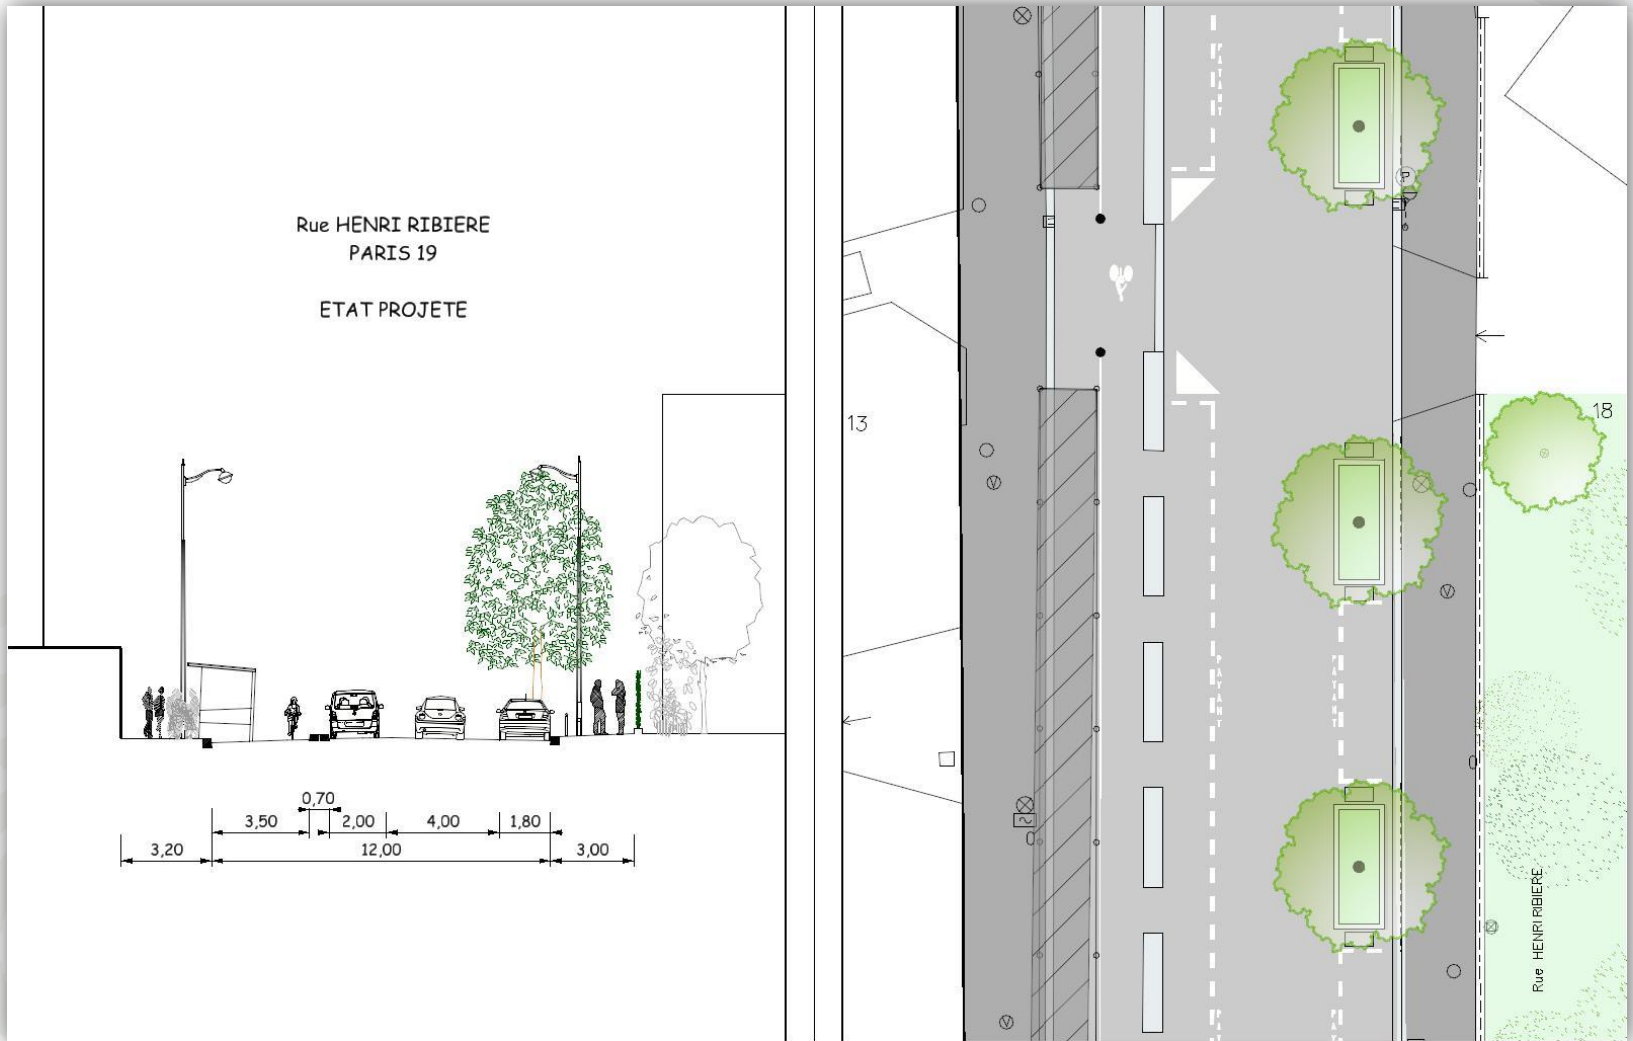 Rue HENRI RIBIERE
PARIS 19
ETAT PROJETE
0,70
3,50
2,00
4,00
1,80
3,20
12,00
3,00
13
18
P
V
V
V
V
PAYANT
Rue HENRI RIBIERE